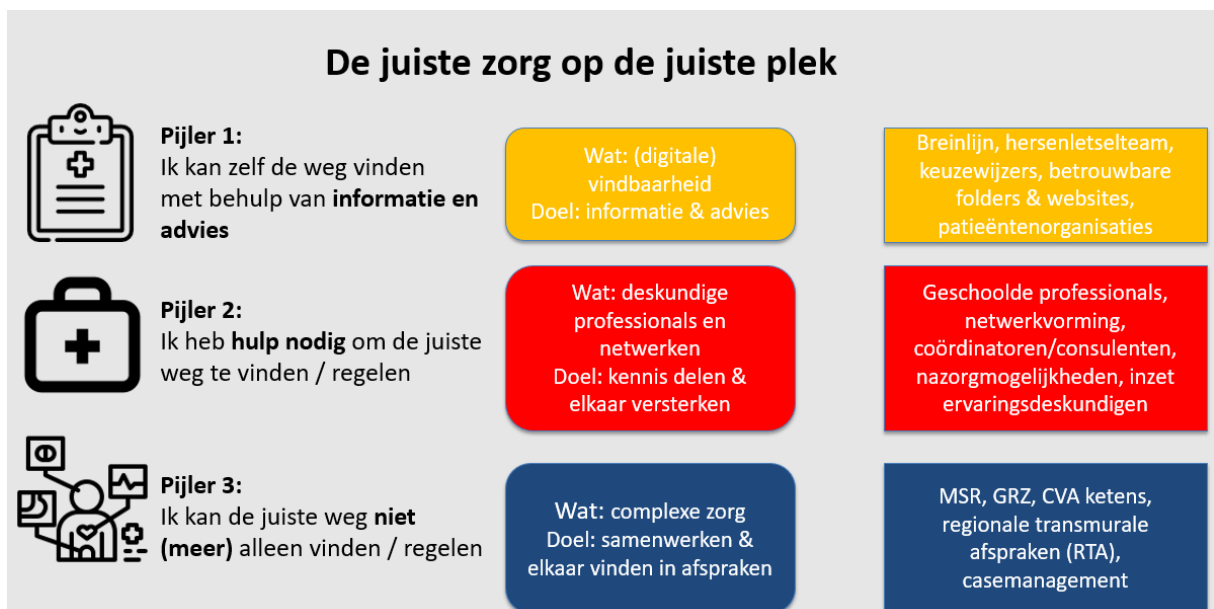 De juiste zorg op de juiste plek
Pijler 1:
Ik kan zelf de weg vinden
met behulp van informatie en
advies
Wat: (digitale)
vindbaarheid
Doel: informatie & advies
Breinlijn, hersenletselteam,
keuzewijzers, betrouwbare
folders & websites,
patieëntenorganisaties
Pijler 2:
Ik heb hulp nodig om de juiste
weg te vinden / regelen
Wat: deskundige
professionals en
netwerken
Doel: kennis delen &
elkaar versterken
Geschoolde professionals,
netwerkvorming,
coördinatoren/consulenten,
nazorgmogelijkheden, inzet
ervaringsdeskundigen
Pijler 3:
Ik kan de juiste weg niet
(meer) alleen vinden / regelen
Wat: complexe zorg
Doel: samenwerken &
elkaar vinden in afspraken
MSR, GRZ, CVA ketens,
regionale transmurale
afspraken (RTA),
casemanagement